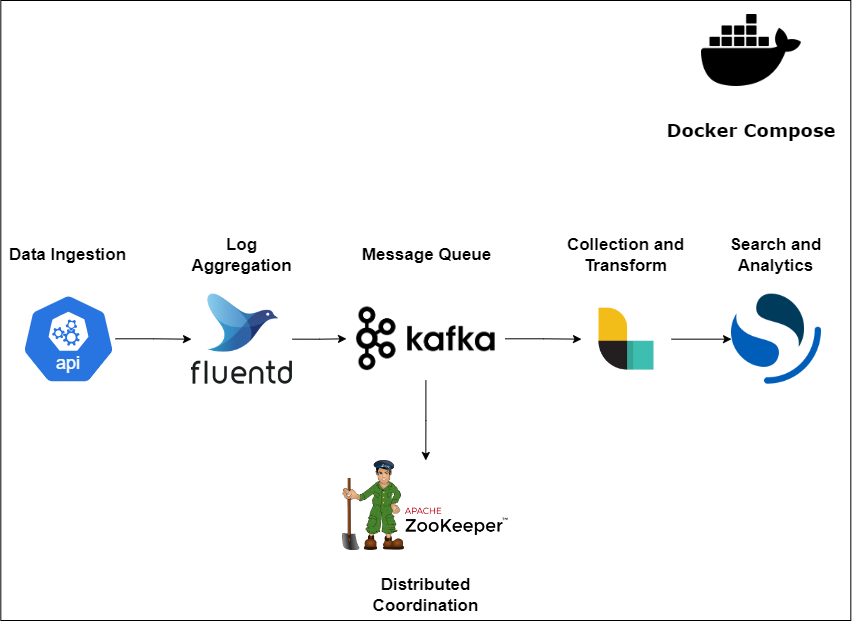 Docker Compose
Data Ingestion
Log
Aggregation
Message Queue
Collection and
Transform
Search and
Analytics
api
fluentd
kafka
APACHE
ZooKeeper™
Distributed
Coordination